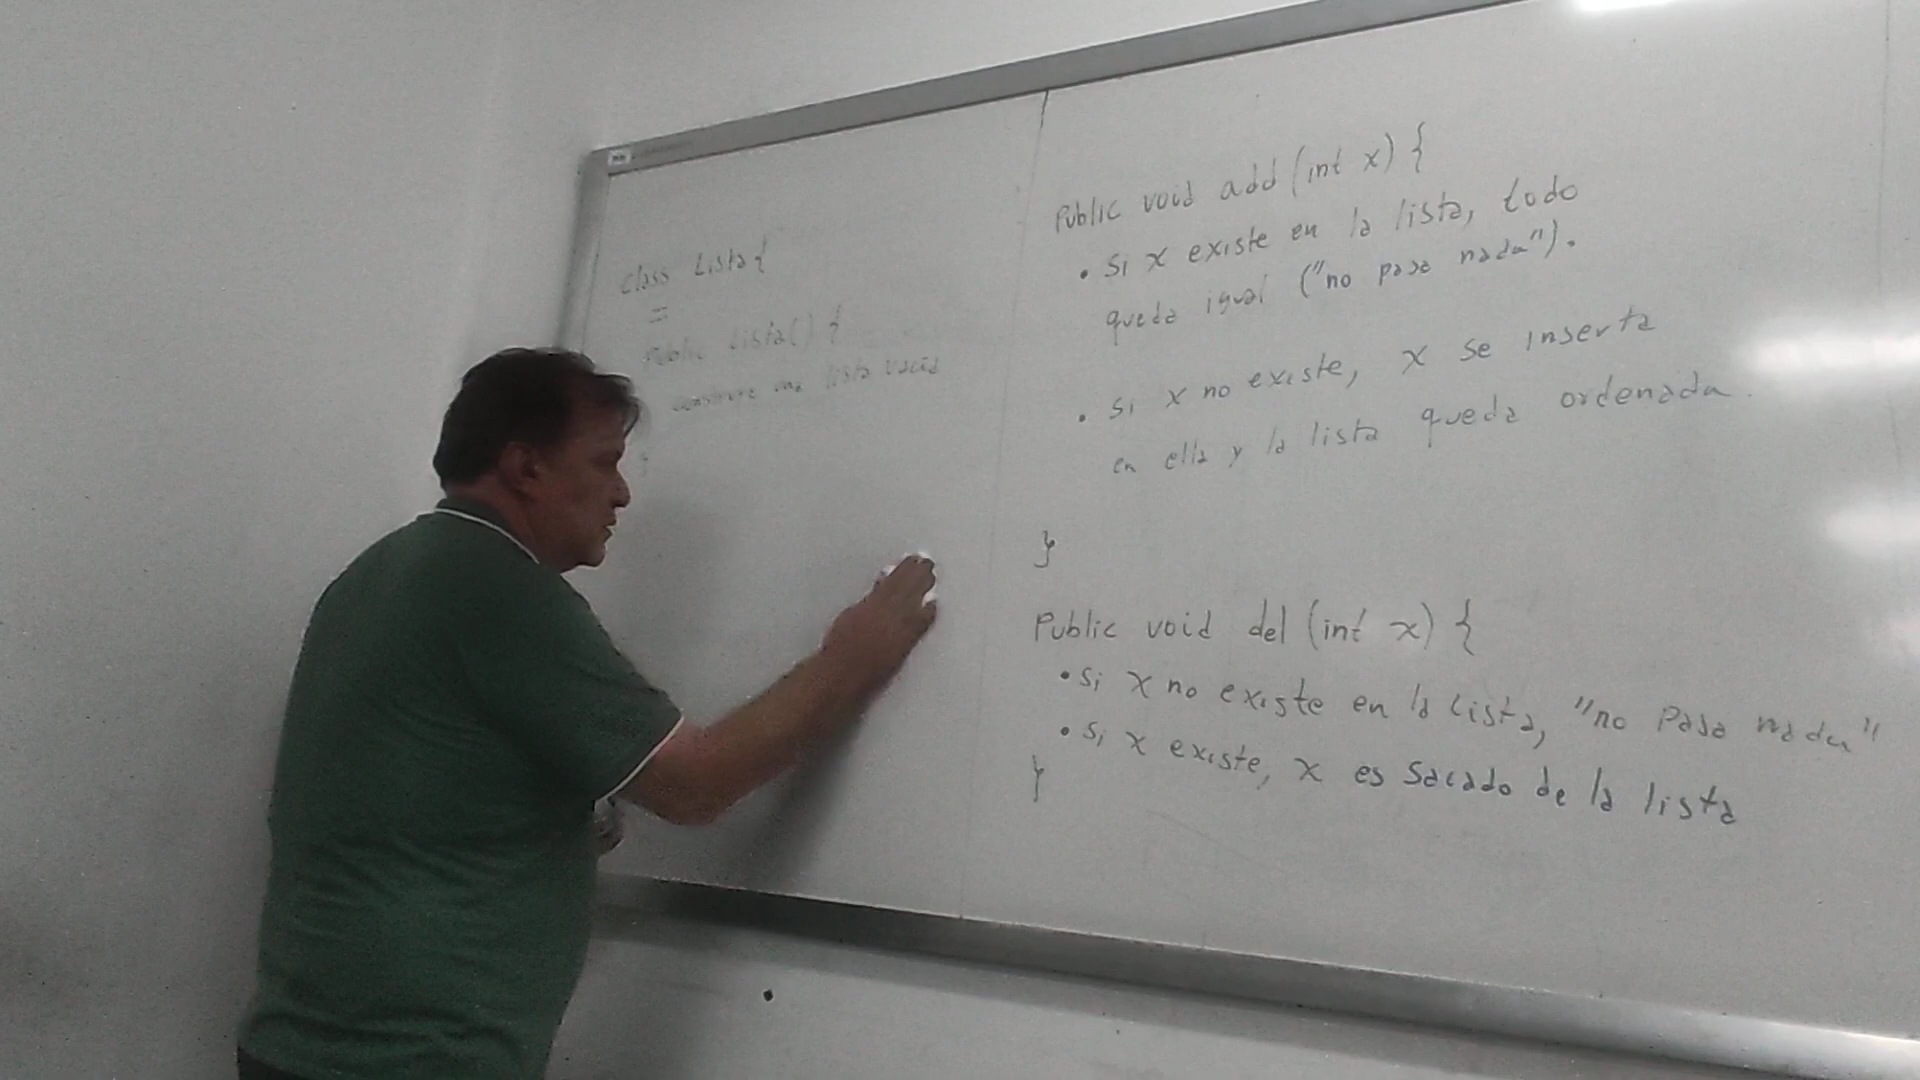 class Lista{
=
Public Lista() {
construye una lista vacia
}
Public void add (int x) {
• Si x existe en la lista, todo
queda igual ("no pasa nada").
• Si x no existe, x se inserta
en ella y la lista queda ordenada.
}
Public void del (int x) {
• Si x no existe en la Lista, "no Pasa nada"
• Si x existe, x es Sacado de la lista
}